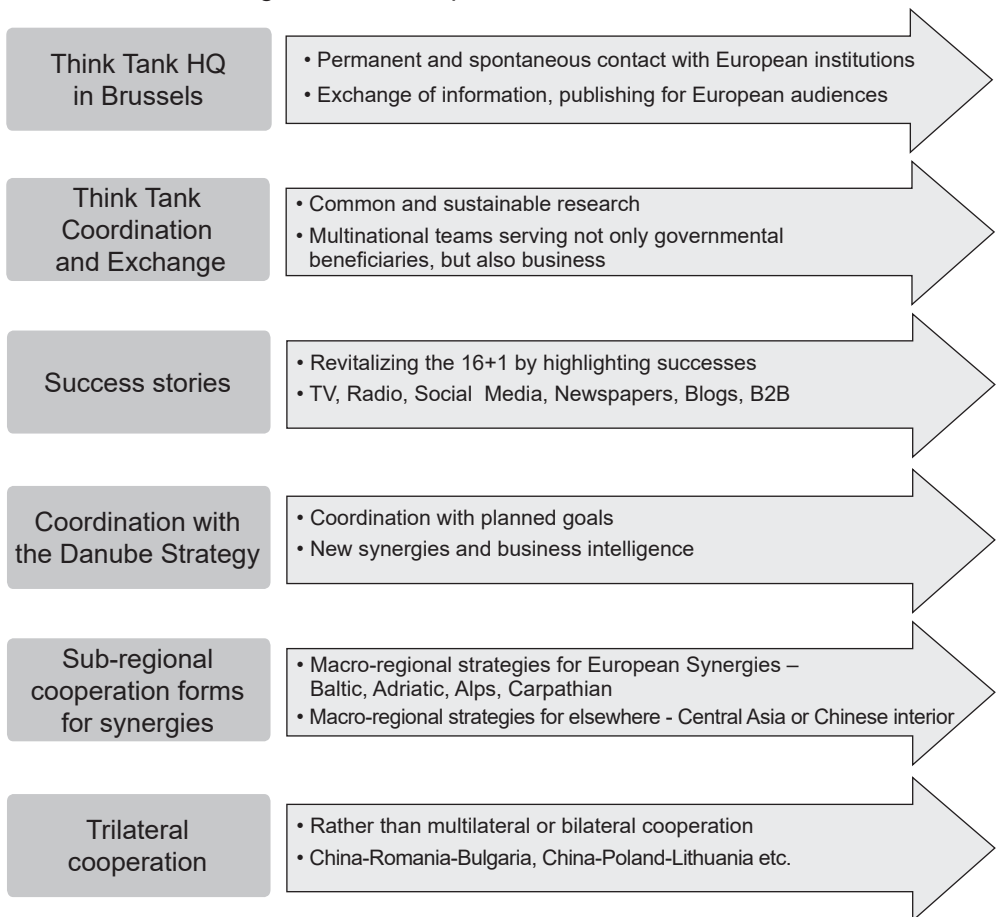 Think Tank HQ
in Brussels
• Permanent and spontaneous contact with European institutions
• Exchange of information, publishing for European audiences
Think Tank
Coordination
and Exchange
• Common and sustainable research
• Multinational teams serving not only governmental
beneficiaries, but also business
Success stories
• Revitalizing the 16+1 by highlighting successes
• TV, Radio, Social Media, Newspapers, Blogs, B2B
Coordination with
the Danube Strategy
• Coordination with planned goals
• New synergies and business intelligence
Sub-regional
cooperation forms
for synergies
• Macro-regional strategies for European Synergies –
Baltic, Adriatic, Alps, Carpathian
• Macro-regional strategies for elsewhere - Central Asia or Chinese interior
Trilateral
cooperation
• Rather than multilateral or bilateral cooperation
• China-Romania-Bulgaria, China-Poland-Lithuania etc.